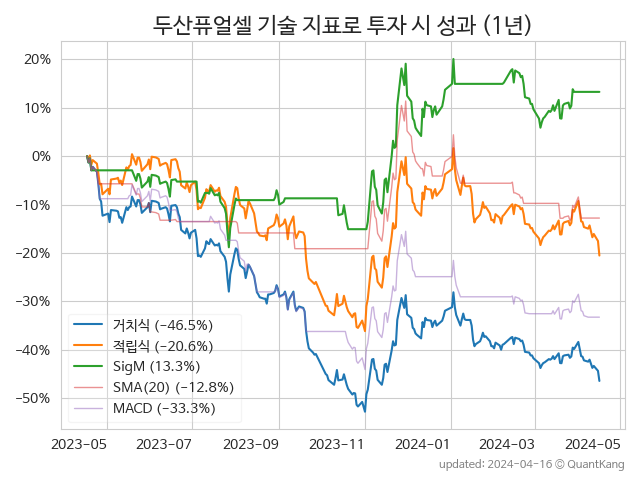 두산퓨얼셀 기술 지표로 투자 시 성과 (1년)
20%
10%
0%
−10%
−20%
−30%
−40%
−50%
거치식 (−46.5%)
적립식 (−20.6%)
SigM (13.3%)
SMA(20) (−12.8%)
MACD (−33.3%)
2023-05 2023-07 2023-09 2023-11 2024-01 2024-03 2024-05
updated: 2024-04-16 © QuantKang